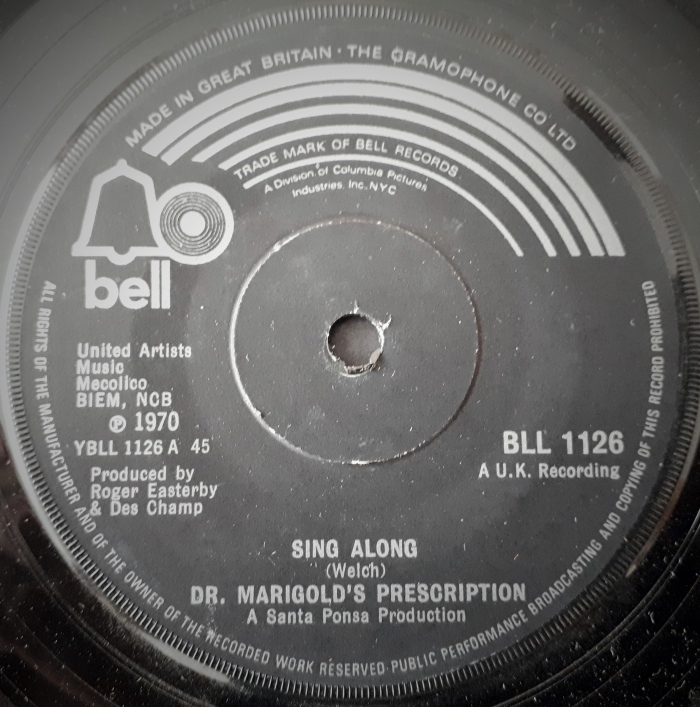 MADE IN GREAT BRITAIN · THE GRAMOPHONE CO LTD
TRADE MARK OF BELL RECORDS
A Division of Columbia Pictures
Industries, Inc. NYC
bell
United Artists
Music
Mecolico
BIEM, NCB
℗ 1970
YBLL 1126 A 45
Produced by
Roger Easterby
& Des Champ
BLL 1126
A U.K. Recording
SING ALONG
(Welch)
DR. MARIGOLD'S PRESCRIPTION
A Santa Ponsa Production
ALL RIGHTS OF THE MANUFACTURER AND OF THE OWNER OF THE RECORDED WORK RESERVED·PUBLIC PERFORMANCE BROADCASTING AND COPYING OF THIS RECORD PROHIBITED